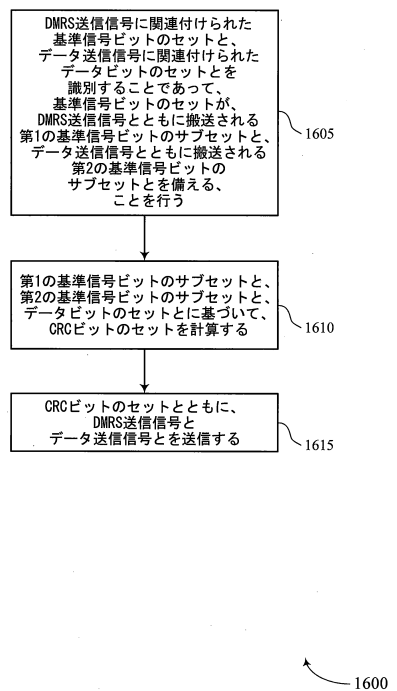 DMRS送信信号に関連付けられた
基準信号ビットのセットと、
データ送信信号に関連付けられた
データビットのセットとを
識別することであって、
基準信号ビットのセットが、
DMRS送信信号とともに搬送される
第1の基準信号ビットのサブセットと、
データ送信信号とともに搬送される
第2の基準信号ビットの
サブセットとを備える、
ことを行う
1605
第1の基準信号ビットのサブセットと、
第2の基準信号ビットのサブセットと、
データビットのセットとに基づいて、
CRCビットのセットを計算する
1610
CRCビットのセットとともに、
DMRS送信信号と
データ送信信号とを送信する
1615
1600